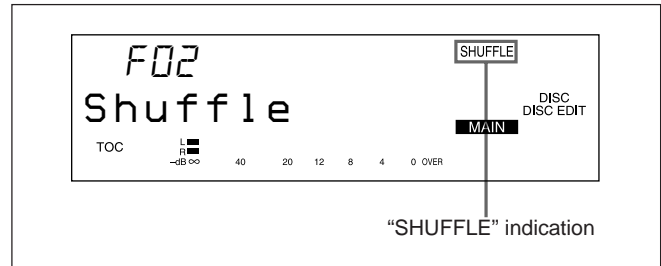 F02
SHUFFLE
Shuffle
DISC
DISC EDIT
MAIN
TOC
L
R
–dB ∞ 40 20 12 8 4 0 OVER
“SHUFFLE” indication